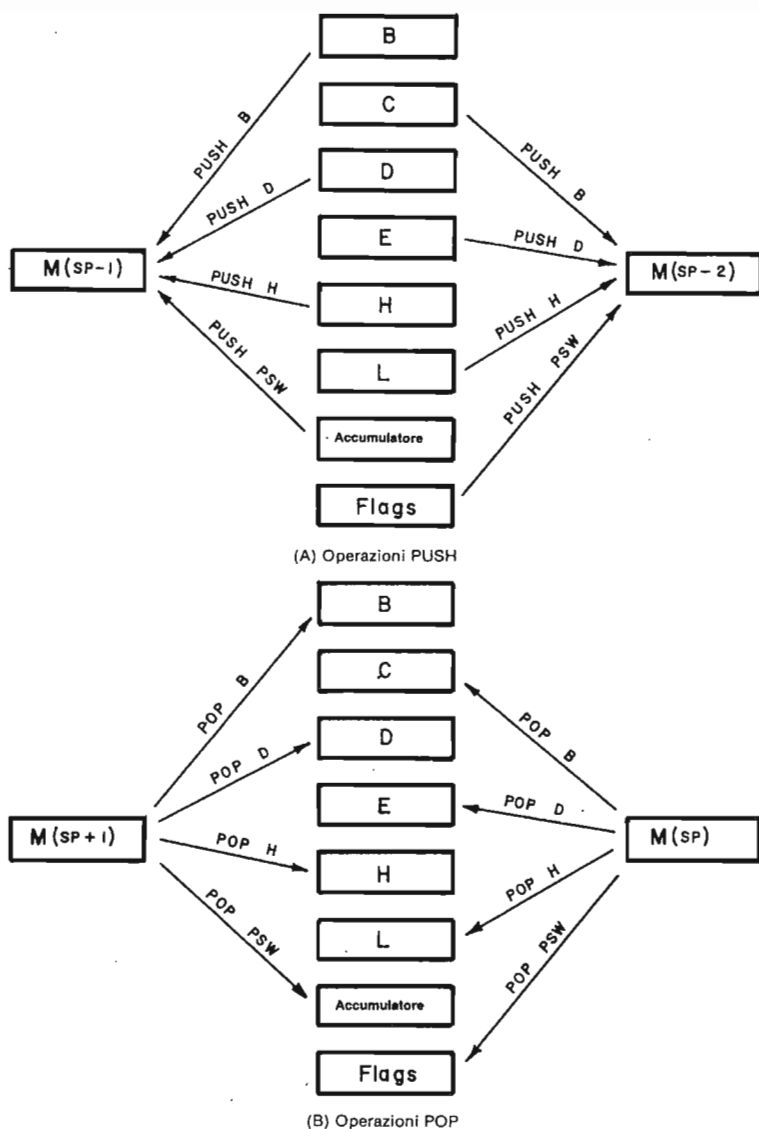 B
C
D
E
H
L
Accumulatore
Flags
M(SP-1)
M(SP-2)
PUSH B
PUSH D
PUSH H
PUSH PSW
PUSH B
PUSH D
PUSH H
PUSH PSW
(A) Operazioni PUSH
B
C
D
E
H
L
Accumulatore
Flags
M(SP+1)
M(SP)
POP B
POP D
POP H
POP PSW
POP B
POP D
POP H
POP PSW
(B) Operazioni POP